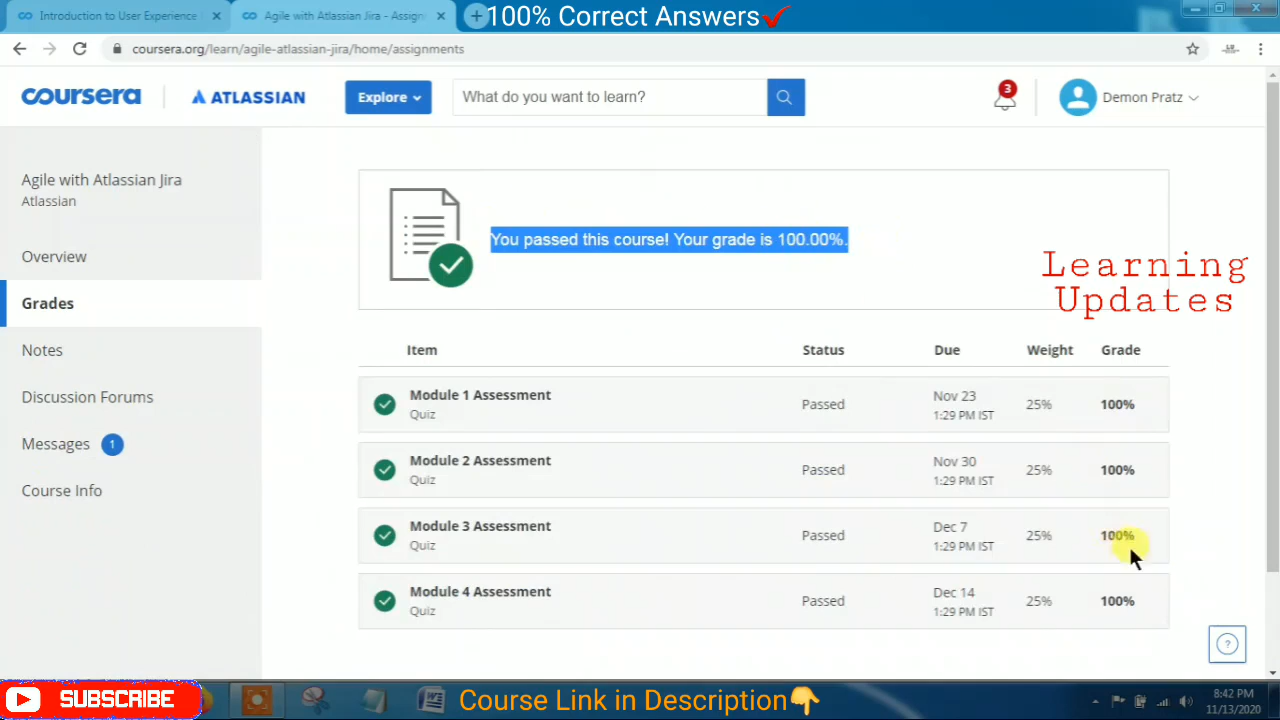 Introduction to User Experience
Agile with Atlassian Jira - Assign
100% Correct Answers
coursera.org/learn/agile-atlassian-jira/home/assignments
coursera
ATLASSIAN
Explore
What do you want to learn?
3
Demon Pratz
Agile with Atlassian Jira
Atlassian
Overview
Grades
Notes
Discussion Forums
Messages 1
Course Info
You passed this course! Your grade is 100.00%.
Learning
Updates
Item Status Due Weight Grade
Module 1 Assessment
Quiz
Passed
Nov 23
1:29 PM IST
25%
100%
Module 2 Assessment
Quiz
Passed
Nov 30
1:29 PM IST
25%
100%
Module 3 Assessment
Quiz
Passed
Dec 7
1:29 PM IST
25%
100%
Module 4 Assessment
Quiz
Passed
Dec 14
1:29 PM IST
25%
100%
?
SUBSCRIBE
Course Link in Description
8:42 PM
11/13/2020